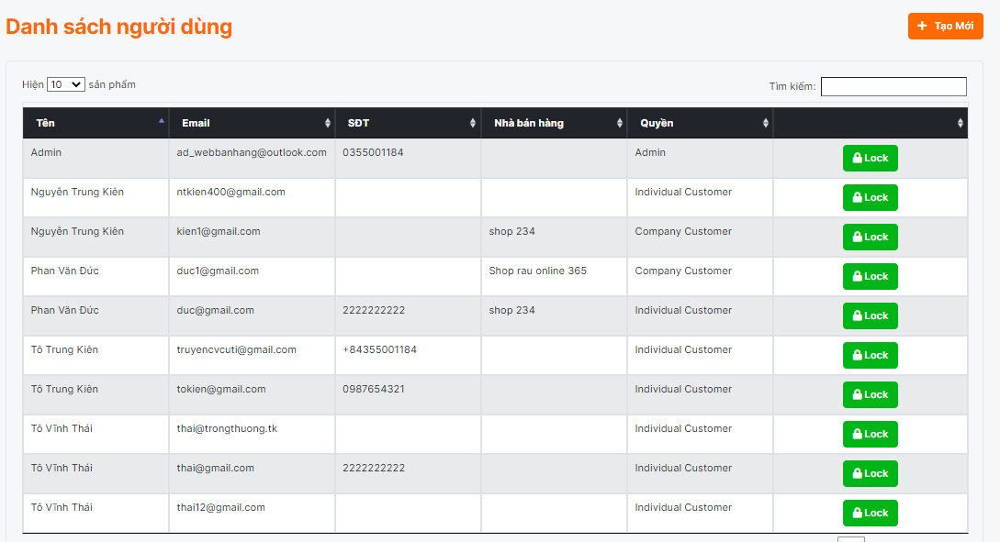 Danh sách người dùng
Tạo Mới
Hiện 10 sản phẩm
Tìm kiếm:
Tên Email SĐT Nhà bán hàng Quyền
Admin ad_webbanhang@outlook.com 0355001184 Admin Lock
Nguyễn Trung Kiên ntkien400@gmail.com Individual Customer Lock
Nguyễn Trung Kiên kien1@gmail.com shop 234 Company Customer Lock
Phan Văn Đức duc1@gmail.com Shop rau online 365 Company Customer Lock
Phan Văn Đức duc@gmail.com 2222222222 shop 234 Individual Customer Lock
Tô Trung Kiên truyencvcuti@gmail.com +84355001184 Individual Customer Lock
Tô Trung Kiên tokien@gmail.com 0987654321 Individual Customer Lock
Tô Vĩnh Thái thai@trongthuong.tk Individual Customer Lock
Tô Vĩnh Thái thai@gmail.com 2222222222 Individual Customer Lock
Tô Vĩnh Thái thai12@gmail.com Individual Customer Lock